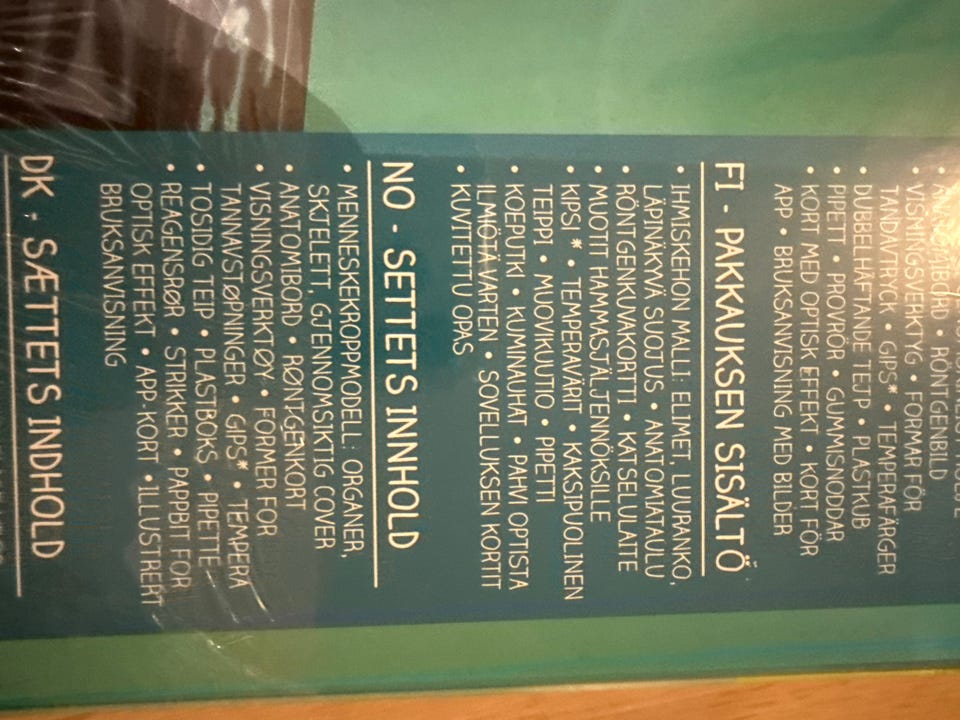 • ANATOMIBORD • RÖNTGENBILD
• VISNINGSVERKTYG • FORMAR FÖR
TANDAVTRYCK • GIPS* • TEMPERAFÄRGER
• DUBBELHÄFTANDE TEJP • PLASTKUB
• PIPETT • PROVRÖR • GUMMISNODDAR
• KORT MED OPTISK EFFEKT • KORT FÖR
APP • BRUKSANVISNING MED BILDER
FI - PAKKAUKSEN SISÄLTÖ
• IHMISKEHON MALLI: ELIMET, LUURANKO,
LÄPINÄKYVÄ SUOJUS • ANATOMIATAULU
• RÖNTGENKUVAKORTTI • KATSELULAITE
• MUOTIT HAMMASJÄLJENNÖKSILLE
• KIPSI * • TEMPERAVÄRIT • KAKSIPUOLINEN
TEIPPI • MUOVIKUUTIO • PIPETTI
• KOEPUTKI • KUMINAUHAT • PAHVI OPTISTA
ILMIÖTÄ VARTEN • SOVELLUKSEN KORTIT
• KUVITETTU OPAS
NO - SETTETS INNHOLD
• MENNESKEKROPPMODELL: ORGANER,
SKJELETT, GJENNOMSIKTIG COVER
• ANATOMIBORD • RØNTGENKORT
• VISNINGSVERKTØY • FORMER FOR
TANNAVSTØPNINGER • GIPS* • TEMPERA
• TOSIDIG TEJP • PLASTBOKS • PIPETTE
• REAGENSRØR • STRIKKER • PAPPBIT FOR
OPTISK EFFEKT • APP-KORT • ILLUSTRERT
BRUKSANVISNING
DK - SÆTTETS INDHOLD